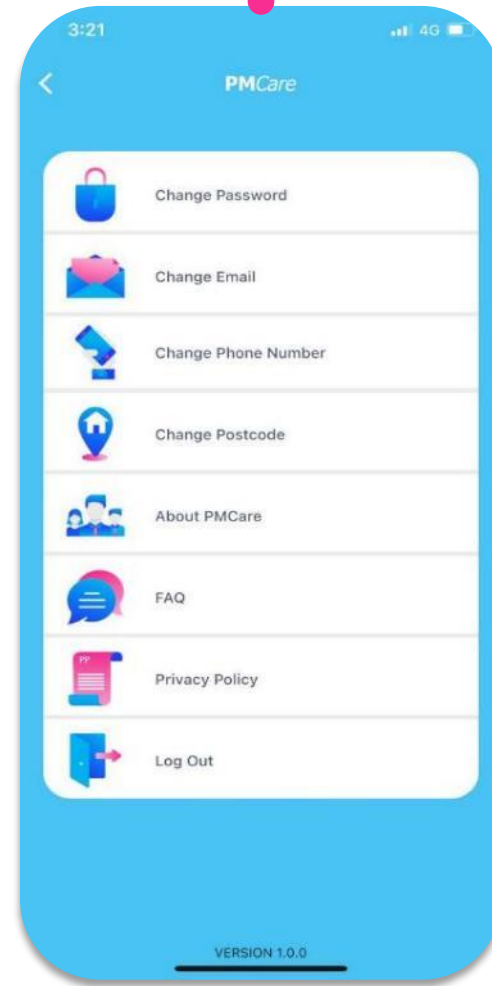 3:21
4G
PMCare
Change Password
Change Email
Change Phone Number
Change Postcode
About PMCare
FAQ
PP
Privacy Policy
Log Out
VERSION 1.0.0